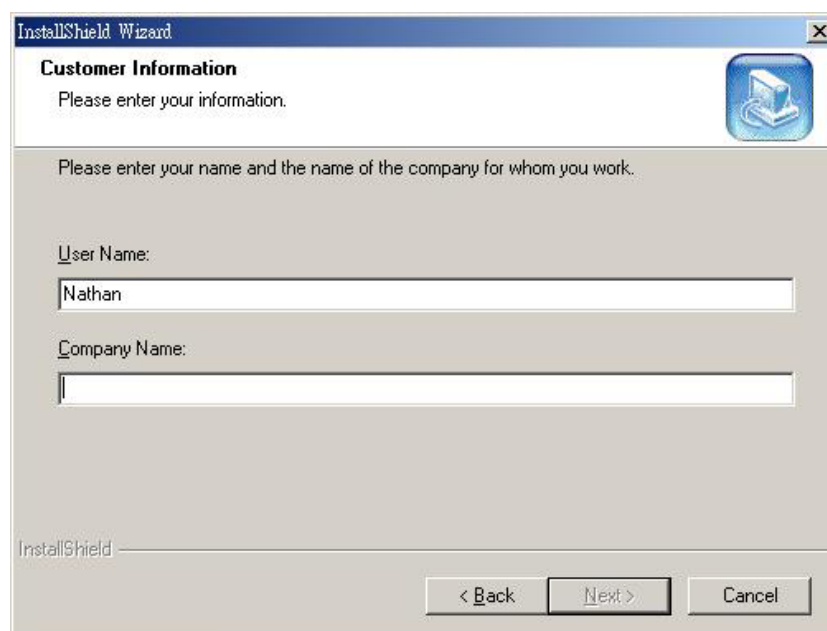 InstallShield Wizard
Customer Information
Please enter your information.
Please enter your name and the name of the company for whom you work.
User Name:
Nathan
Company Name:
InstallShield
< Back Next > Cancel